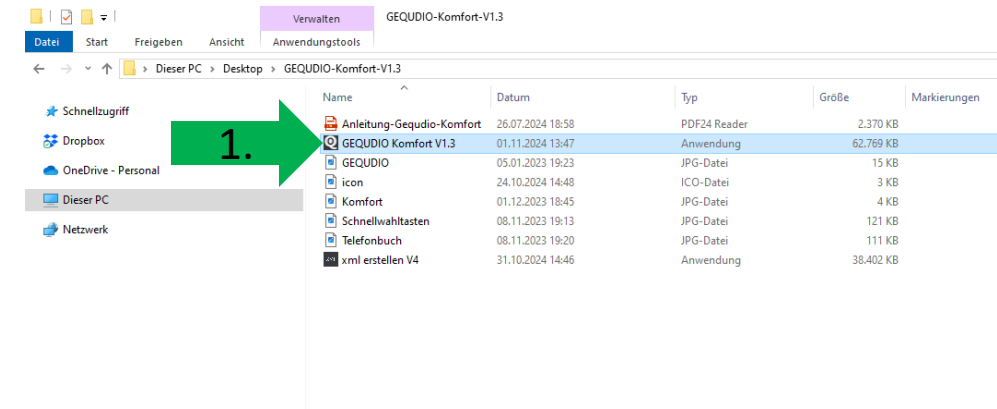 Verwalten GEQUDIO-Komfort-V1.3
Datei Start Freigeben Ansicht Anwendungstools
Dieser PC Desktop GEQUDIO-Komfort-V1.3
Name Datum Typ Größe Markierungen
Schnellzugriff
Dropbox
OneDrive - Personal
Dieser PC
Netzwerk
1.
Anleitung-Gequdio-Komfort 26.07.2024 18:58 PDF24 Reader 2.370 KB
GEQUDIO Komfort V1.3 01.11.2024 13:47 Anwendung 62.769 KB
GEQUDIO 05.01.2023 19:23 JPG-Datei 15 KB
icon 24.10.2024 14:48 ICO-Datei 3 KB
Komfort 01.12.2023 18:45 JPG-Datei 4 KB
Schnellwahltasten 08.11.2023 19:13 JPG-Datei 121 KB
Telefonbuch 08.11.2023 19:20 JPG-Datei 111 KB
xml erstellen V4 31.10.2024 14:46 Anwendung 38.402 KB